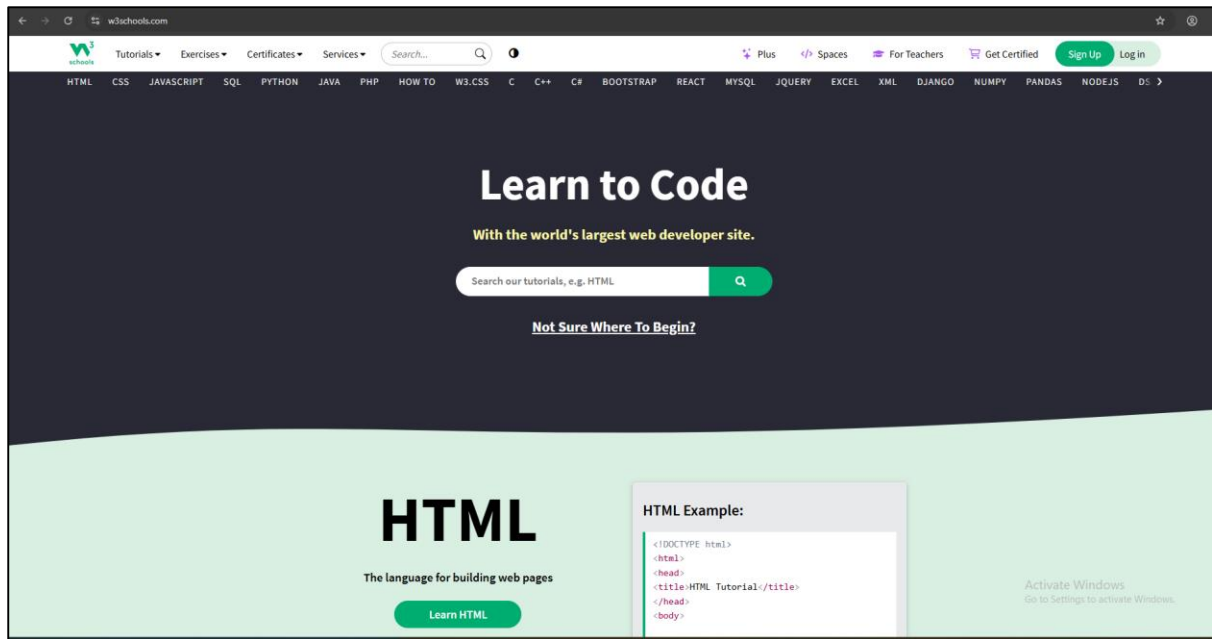 w3schools.com
W3 schools Tutorials Exercises Certificates Services Search... Plus </> Spaces For Teachers Get Certified Sign Up Log in
HTML CSS JAVASCRIPT SQL PYTHON JAVA PHP HOW TO W3.CSS C C++ C# BOOTSTRAP REACT MYSQL JQUERY EXCEL XML DJANGO NUMPY PANDAS NODEJS DS
Learn to Code
With the world's largest web developer site.
Search our tutorials, e.g. HTML
Not Sure Where To Begin?
HTML
The language for building web pages
Learn HTML
HTML Example:
<!DOCTYPE html>
<html>
<head>
<title>HTML Tutorial</title>
</head>
<body>
Activate Windows
Go to Settings to activate Windows.